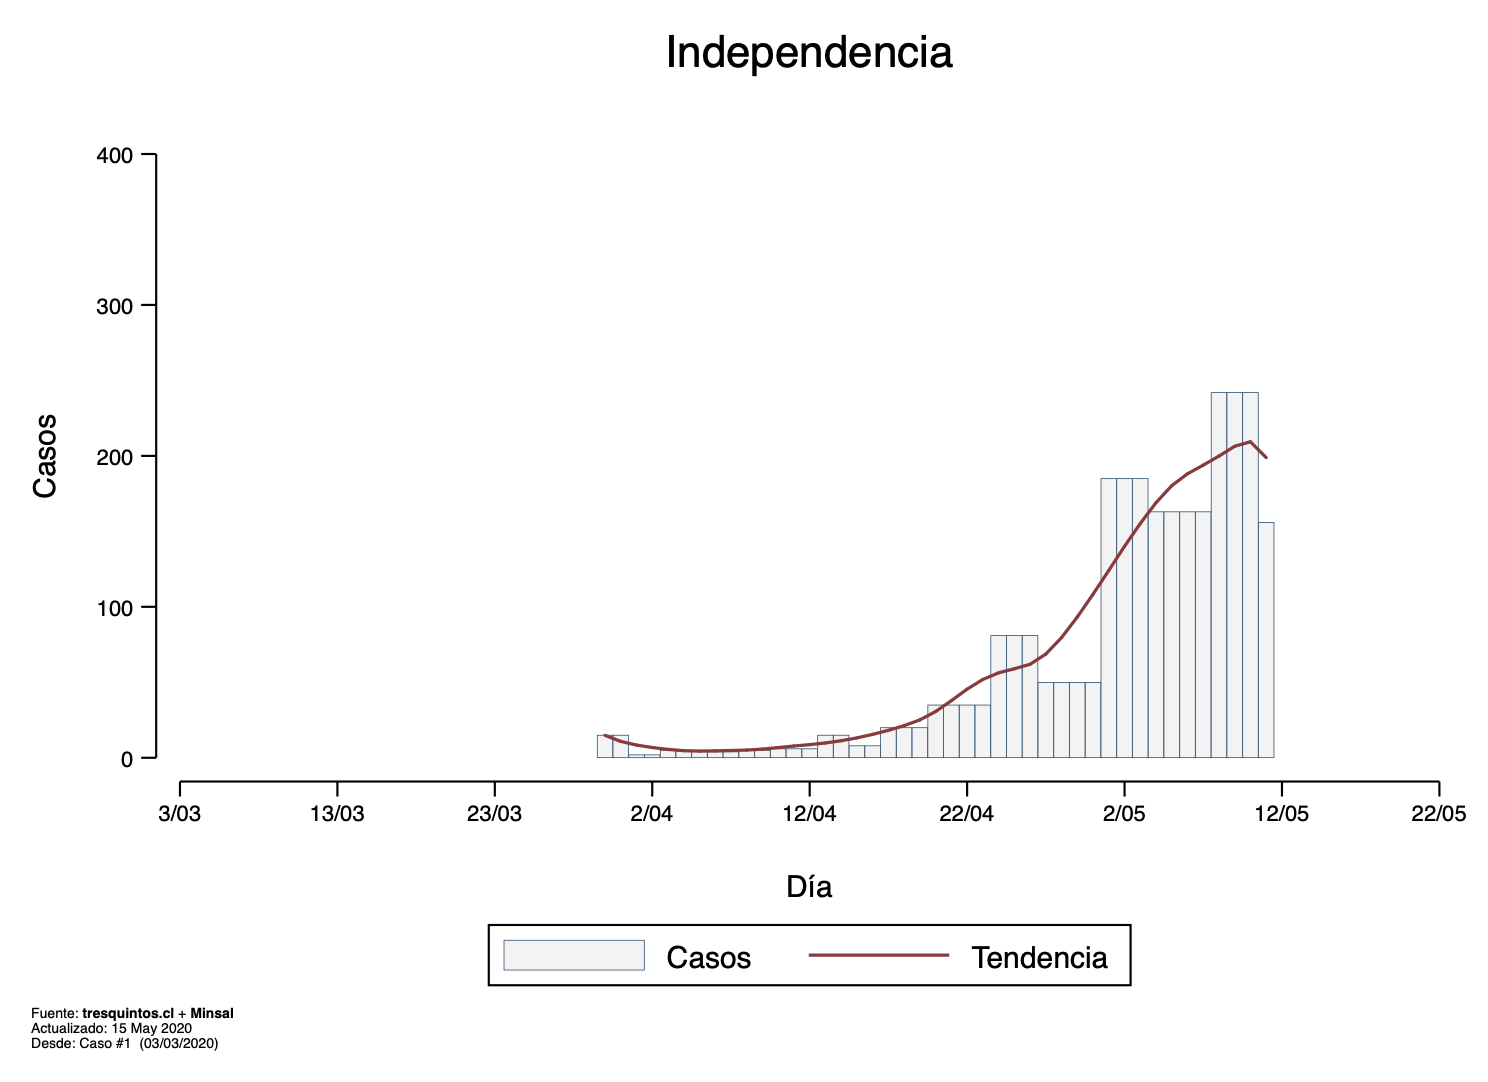 Independencia
400
300
200
100
0
Casos
3/03 13/03 23/03 2/04 12/04 22/04 2/05 12/05 22/05
Día
Casos Tendencia
Fuente: tresquintos.cl + Minsal
Actualizado: 15 May 2020
Desde: Caso #1 (03/03/2020)